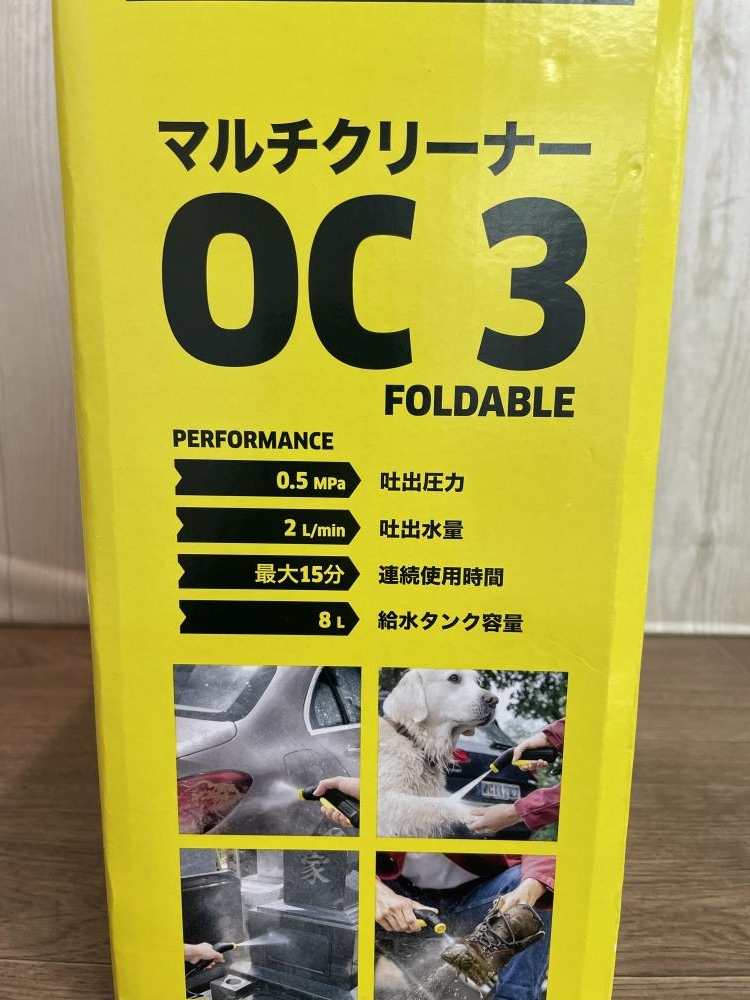 マルチクリーナー
OC 3
FOLDABLE
PERFORMANCE
0.5 MPa 吐出圧力
2 L/min 吐出水量
最大15分 連続使用時間
8 L 給水タンク容量
家